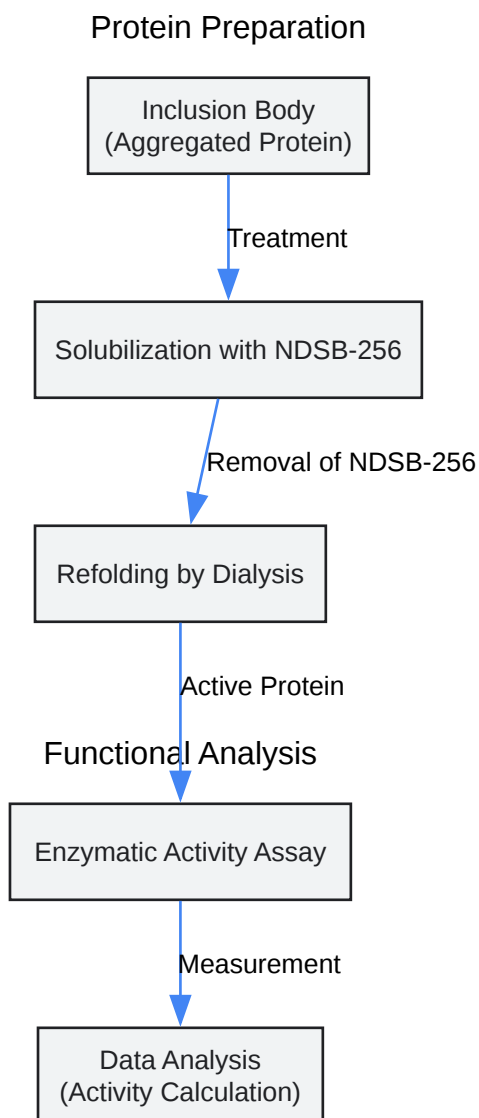 Protein Preparation
Inclusion Body
(Aggregated Protein)
Treatment
Solubilization with NDSB-256
Removal of NDSB-256
Refolding by Dialysis
Active Protein
Functional Analysis
Enzymatic Activity Assay
Measurement
Data Analysis
(Activity Calculation)